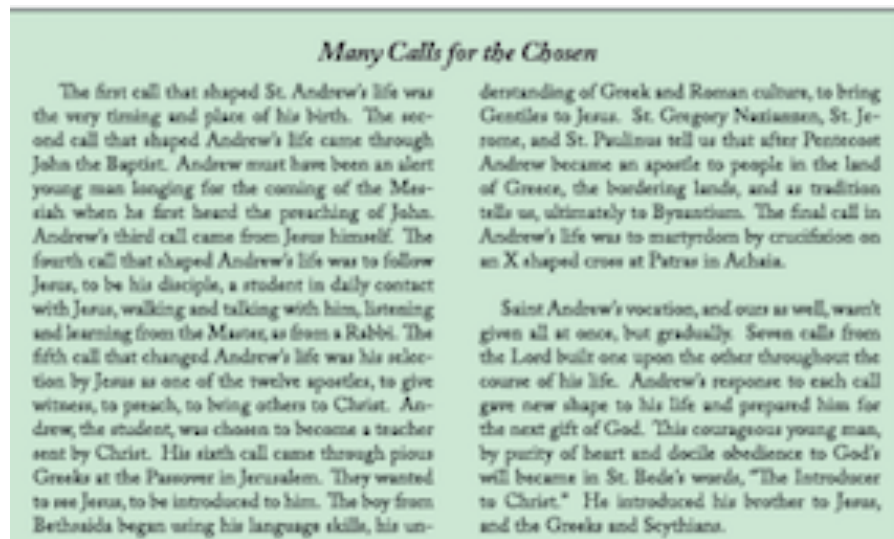 Many Calls for the Chosen
The first call that shaped St. Andrew's life was
the very timing and place of his birth. The sec-
ond call that shaped Andrew's life came through
John the Baptist. Andrew must have been an alert
young man longing for the coming of the Mes-
siah when he first heard the preaching of John.
Andrew's third call came from Jesus himself. The
fourth call that shaped Andrew's life was to follow
Jesus, to be his disciple, a student in daily contact
with Jesus, walking and talking with him, listening
and learning from the Master, as from a Rabbi. The
fifth call that changed Andrew's life was his selec-
tion by Jesus as one of the twelve apostles, to give
witness, to preach, to bring others to Christ. An-
drew, the student, was chosen to become a teacher
sent by Christ. His sixth call came through pious
Greeks at the Passover in Jerusalem. They wanted
to see Jesus, to be introduced to him. The boy from
Bethsaida began using his language skills, his un-
derstanding of Greek and Roman culture, to bring
Gentiles to Jesus. St. Gregory Nazianzen, St. Je-
rome, and St. Paulinus tell us that after Pentecost
Andrew became an apostle to people in the land
of Greece, the bordering lands, and as tradition
tells us, ultimately to Byzantium. The final call in
Andrew's life was to martyrdom by crucifixion on
an X shaped cross at Patras in Achaia.
Saint Andrew's vocation, and ours as well, wasn't
given all at once, but gradually. Seven calls from
the Lord built one upon the other throughout the
course of his life. Andrew's response to each call
gave new shape to his life and prepared him for
the next gift of God. This courageous young man,
by purity of heart and docile obedience to God's
will became in St. Bede's words, "The Introducer
to Christ." He introduced his brother to Jesus,
and the Greeks and Scythians.